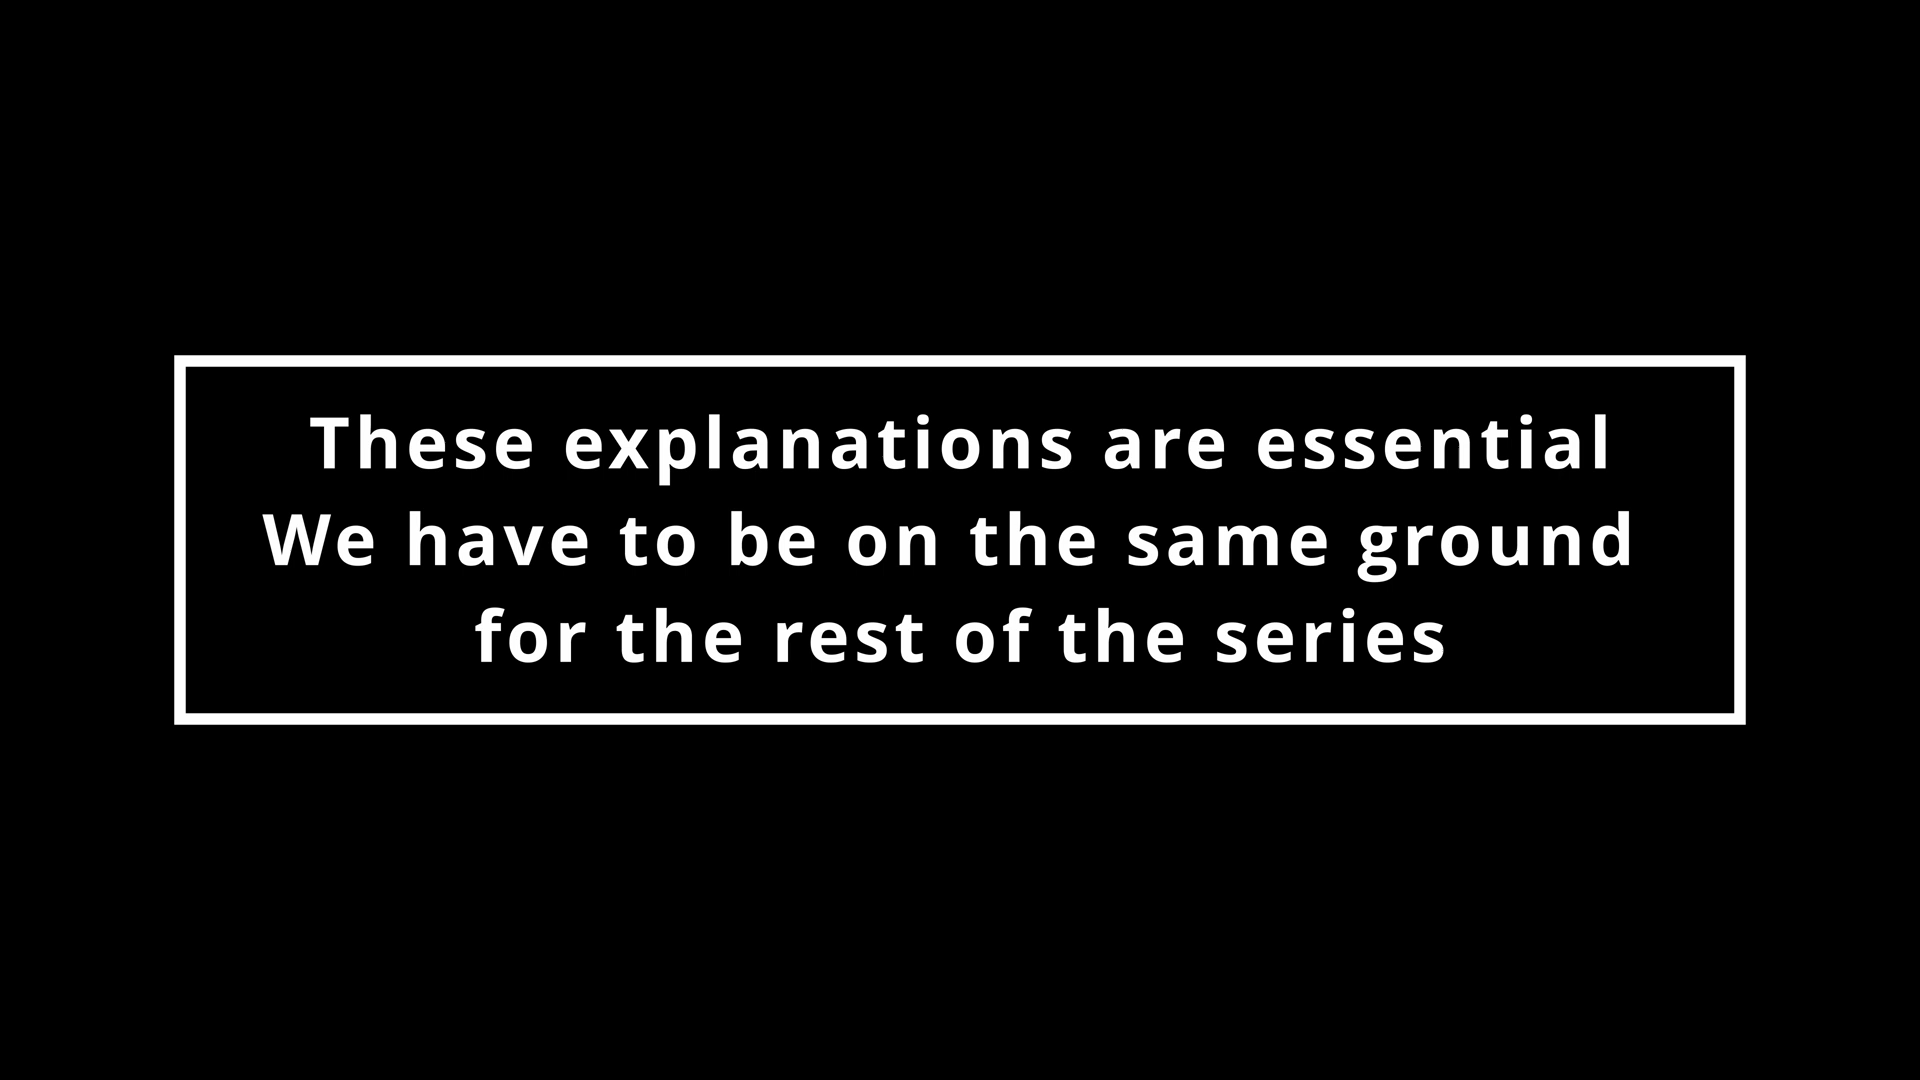 These explanations are essential
We have to be on the same ground
for the rest of the series